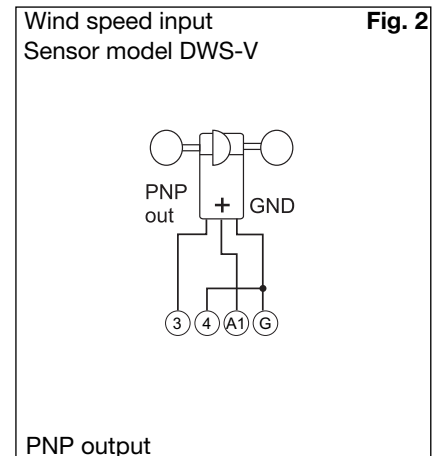 Wind speed input Fig. 2
Sensor model DWS-V
PNP
out
+ GND
3 4 A1 G
PNP output